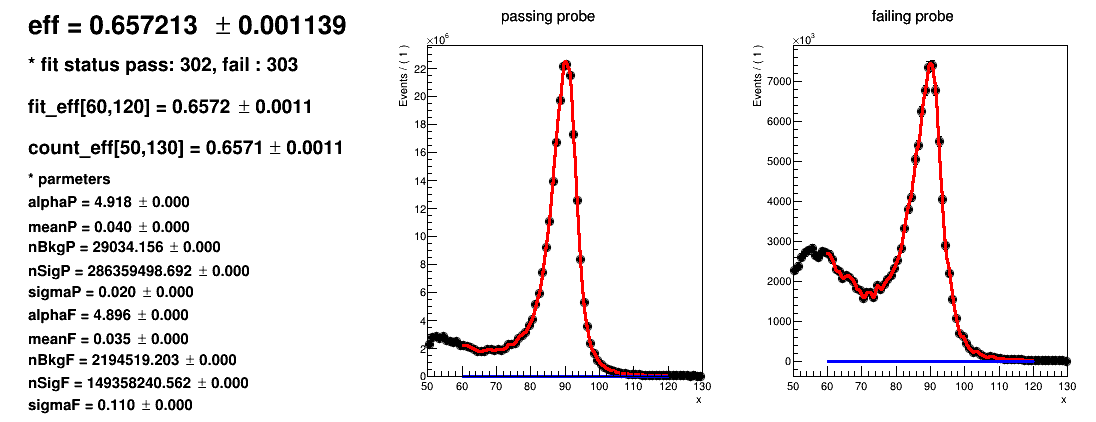 eff = 0.657213 ± 0.001139
* fit status pass: 302, fail : 303
fit_eff[60,120] = 0.6572 ± 0.0011
count_eff[50,130] = 0.6571 ± 0.0011
* parmeters
alphaP = 4.918 ± 0.000
meanP = 0.040 ± 0.000
nBkgP = 29034.156 ± 0.000
nSigP = 286359498.692 ± 0.000
sigmaP = 0.020 ± 0.000
alphaF = 4.896 ± 0.000
meanF = 0.035 ± 0.000
nBkgF = 2194519.203 ± 0.000
nSigF = 149358240.562 ± 0.000
sigmaF = 0.110 ± 0.000
passing probe
×10⁶
Events / ( 1 )
22
20
18
16
14
12
10
8
6
4
2
0
50 60 70 80 90 100 110 120 130
x
failing probe
×10³
Events / ( 1 )
7000
6000
5000
4000
3000
2000
1000
0
50 60 70 80 90 100 110 120 130
x